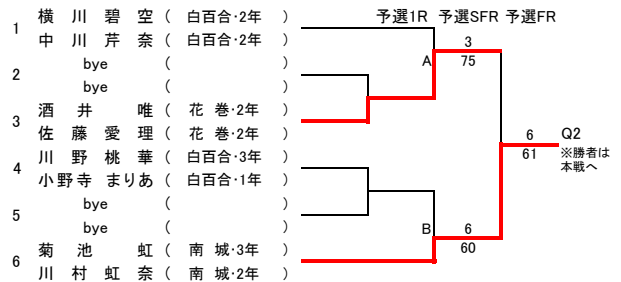 予選1R 予選SFR 予選FR
1 横川碧空 ( 白百合・2年 )
中川芹奈 ( 白百合・2年 )
2 bye ( )
bye ( )
3 酒井 唯 ( 花巻・2年 )
佐藤愛理 ( 花巻・2年 )
4 川野桃華 ( 白百合・3年 )
小野寺 まりあ ( 白百合・1年 )
5 bye ( )
bye ( )
6 菊池 虹 ( 南城・3年 )
川村虹奈 ( 南城・2年 )
A
3
75
B
6
60
6
61
Q2
※勝者は
本戦へ